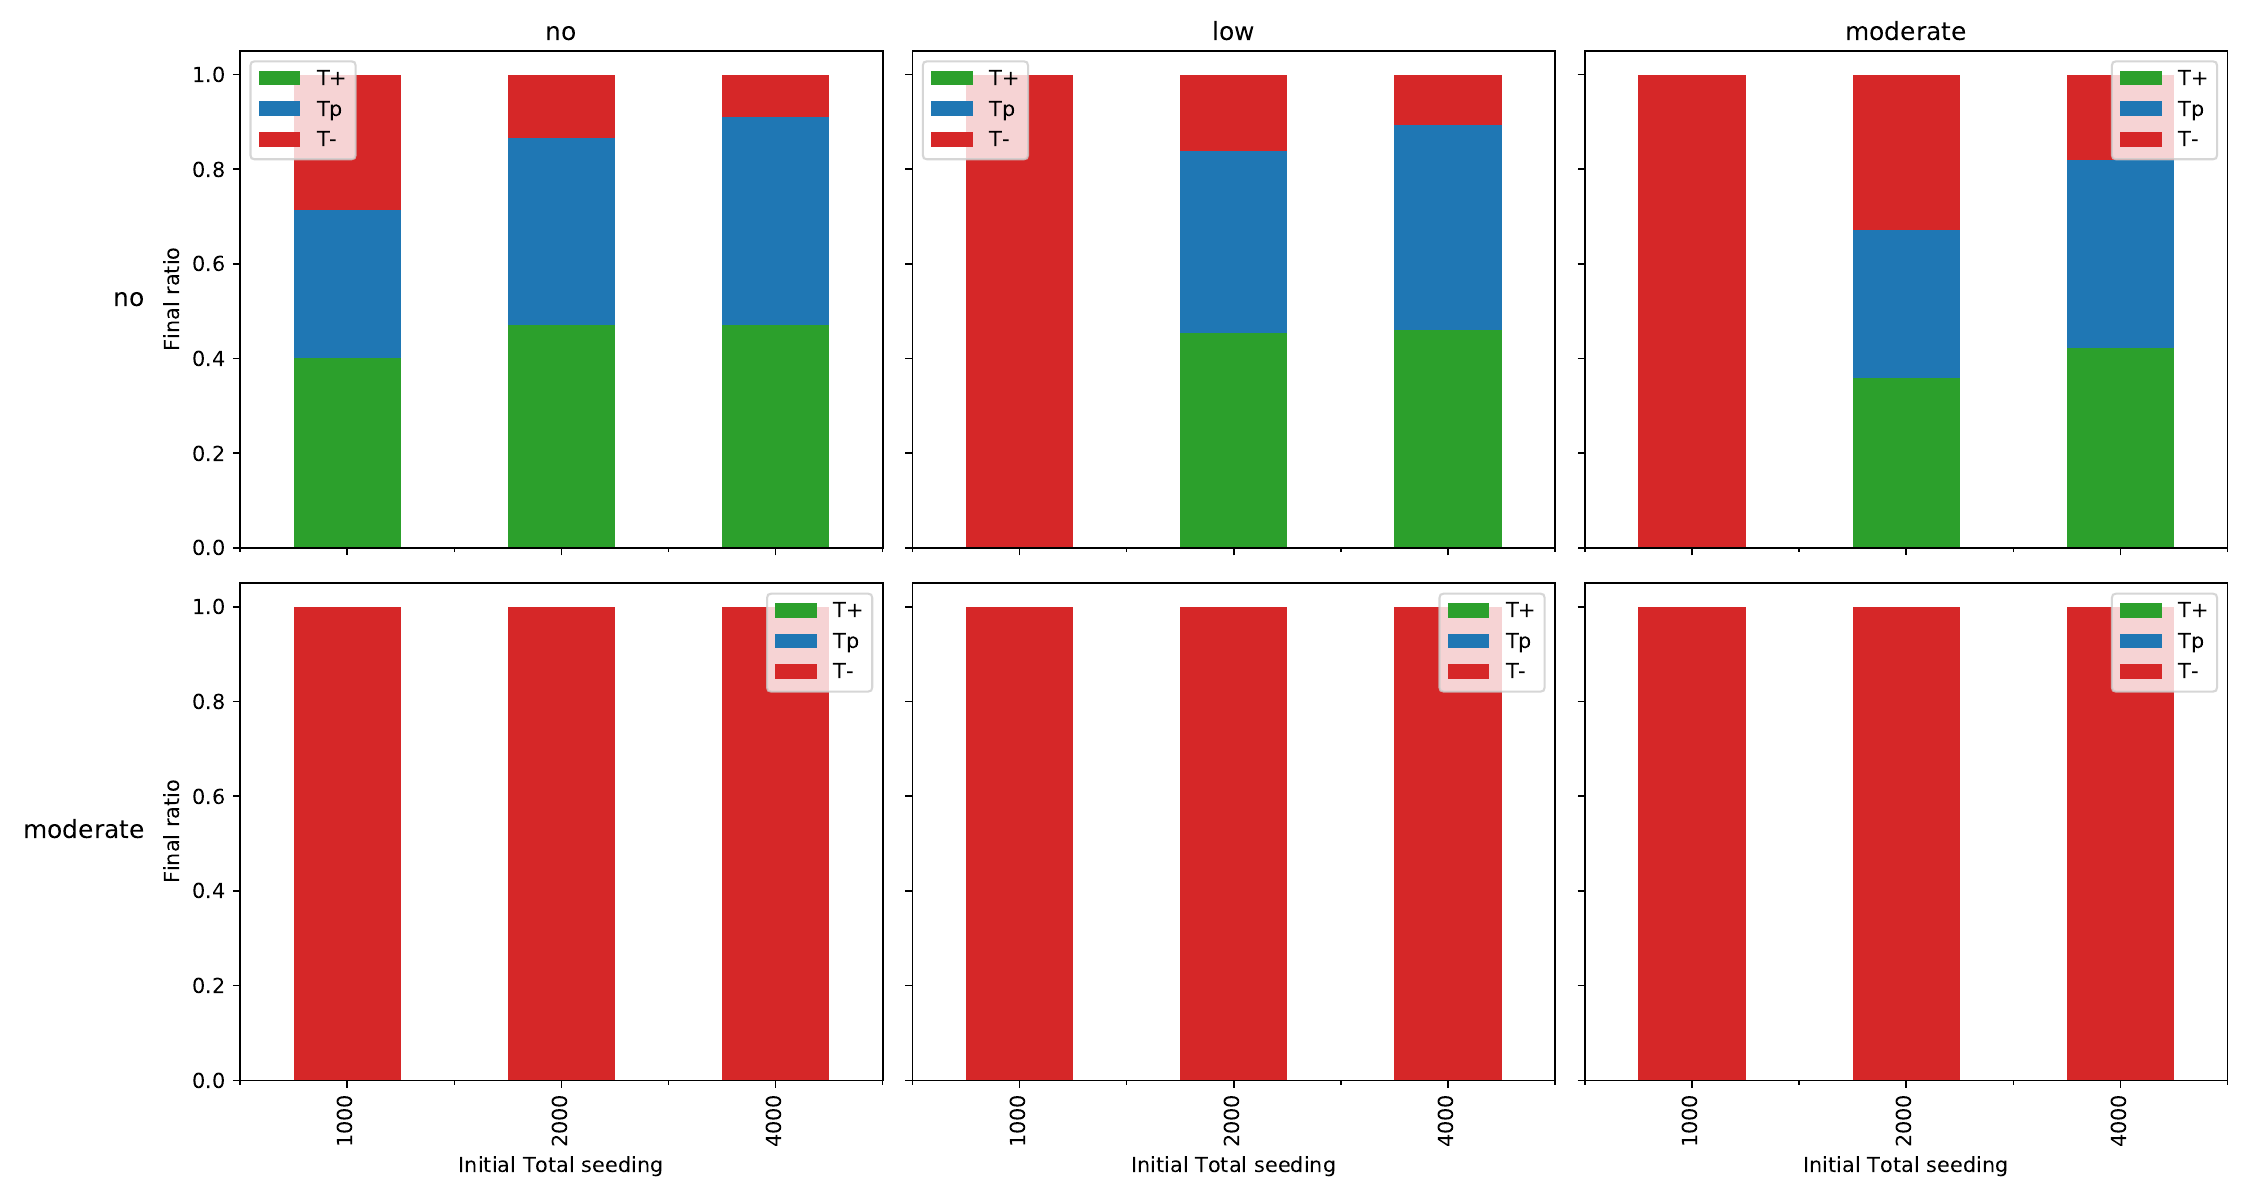 no
low
moderate
no
Final ratio
1.0
0.8
0.6
0.4
0.2
0.0
T+
Tp
T-
T+
Tp
T-
T+
Tp
T-
moderate
Final ratio
1.0
0.8
0.6
0.4
0.2
0.0
T+
Tp
T-
T+
Tp
T-
T+
Tp
T-
1000
2000
4000
1000
2000
4000
1000
2000
4000
Initial Total seeding
Initial Total seeding
Initial Total seeding